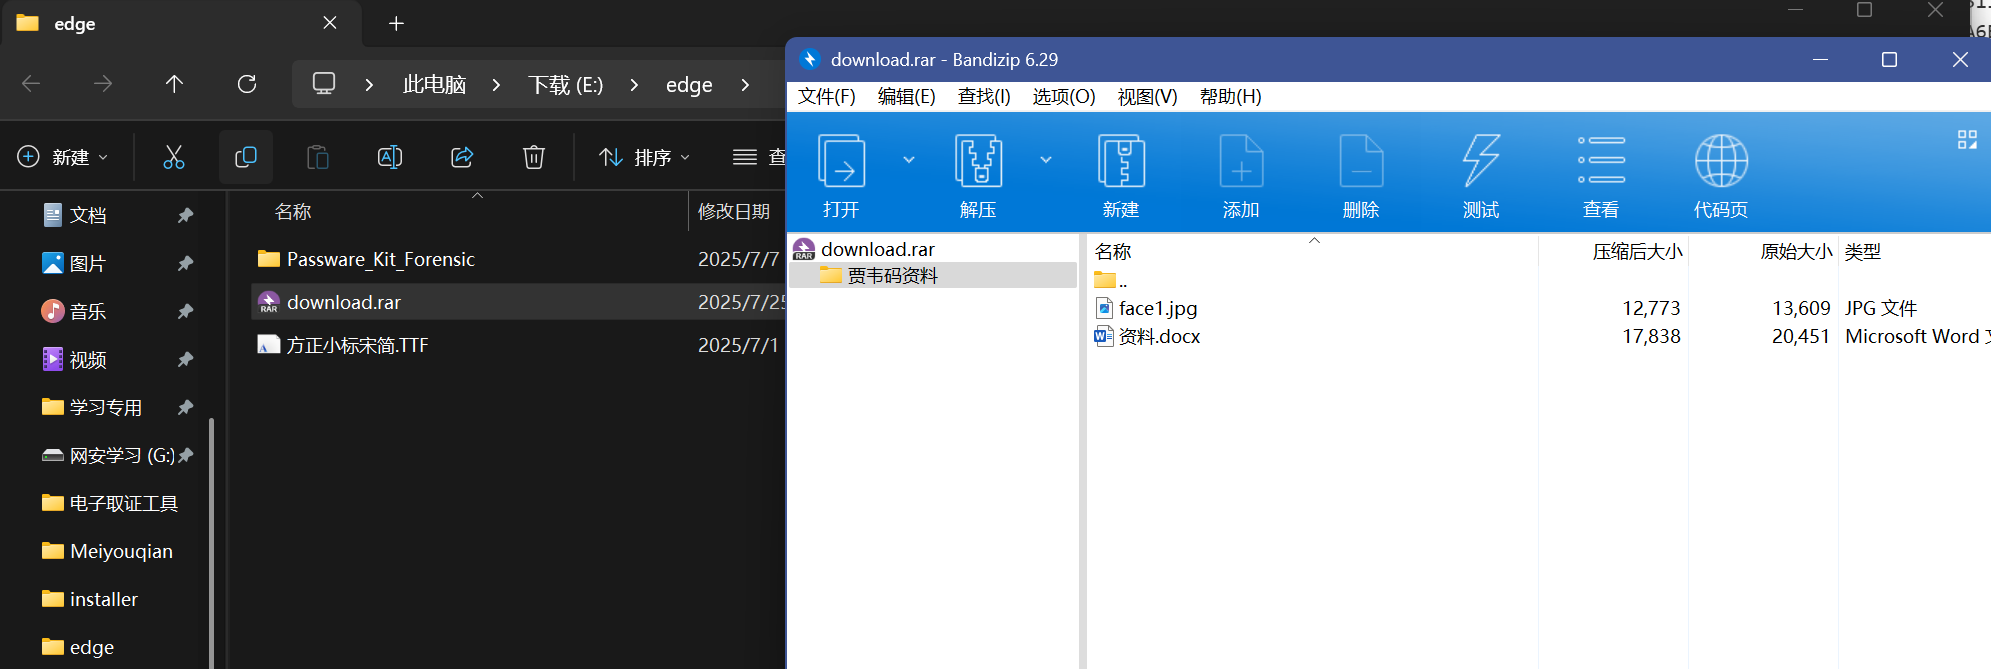 edge
此电脑 > 下载 (E:) > edge >
新建
排序
查
文档
图片
音乐
视频
学习专用
网安学习 (G:)
电子取证工具
Meiyouqian
installer
edge
名称 修改日期
Passware_Kit_Forensic 2025/7/7
download.rar 2025/7/25
方正小标宋简.TTF 2025/7/1
download.rar - Bandizip 6.29
文件(F) 编辑(E) 查找(I) 选项(O) 视图(V) 帮助(H)
打开 解压 新建 添加 删除 测试 查看 代码页
download.rar
贾韦码资料
名称 压缩后大小 原始大小 类型
..
face1.jpg 12,773 13,609 JPG 文件
资料.docx 17,838 20,451 Microsoft Word